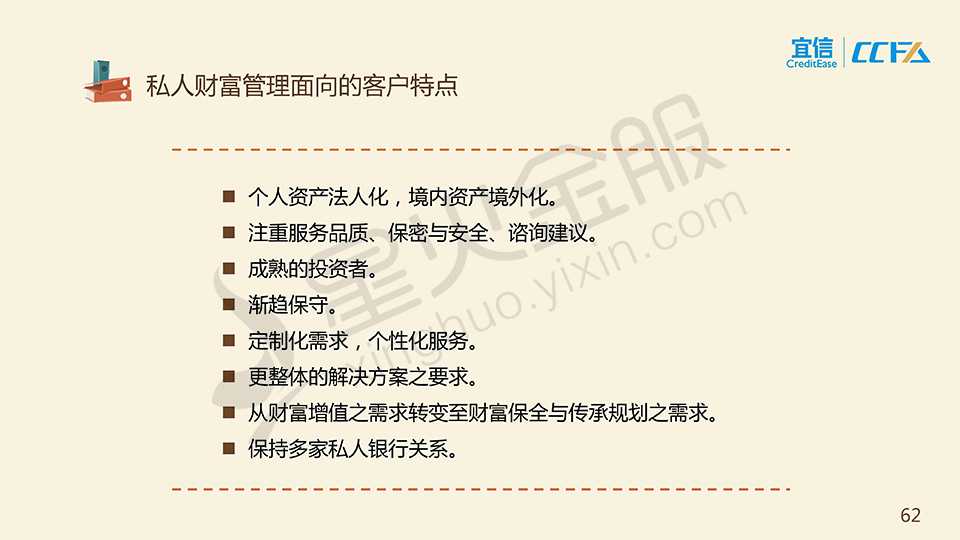 宜信
CreditEase
CCFA
私人财富管理面向的客户特点
个人资产法人化，境内资产境外化。
注重服务品质、保密与安全、咨询建议。
成熟的投资者。
渐趋保守。
定制化需求，个性化服务。
更整体的解决方案之要求。
从财富增值之需求转变至财富保全与传承规划之需求。
保持多家私人银行关系。
星火金服
xinghuo.yixin.com
62